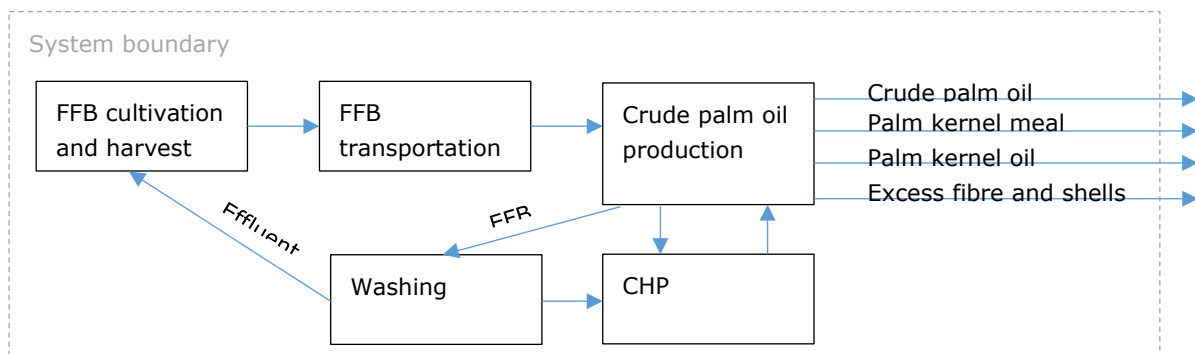 System boundary
FFB cultivation
and harvest
FFB
transportation
Crude palm oil
production
Crude palm oil
Palm kernel meal
Palm kernel oil
Excess fibre and shells
Effluent
Washing
CHP